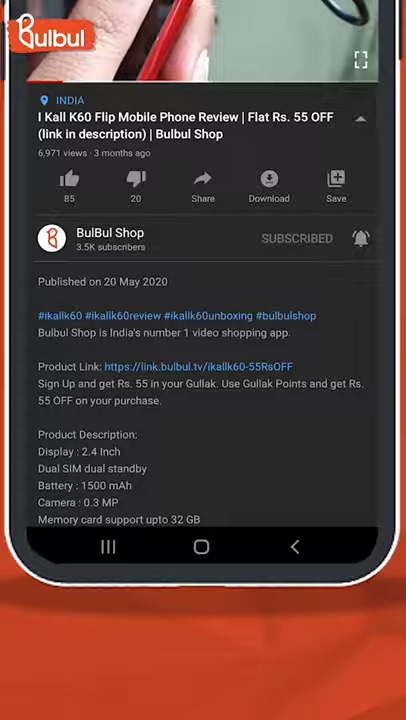 Bulbul
INDIA
I Kall K60 Flip Mobile Phone Review | Flat Rs. 55 OFF
(link in description) | Bulbul Shop
6,971 views · 3 months ago
85
20
Share
Download
Save
BulBul Shop
3.5K subscribers
SUBSCRIBED
Published on 20 May 2020
#ikallk60 #ikallk60review #ikallk60unboxing #bulbulshop
Bulbul Shop is India's number 1 video shopping app.
Product Link: https://link.bulbul.tv/ikallk60-55RsOFF
Sign Up and get Rs. 55 in your Gullak. Use Gullak Points and get Rs.
55 OFF on your purchase.
Product Description:
Display : 2.4 Inch
Dual SIM dual standby
Battery : 1500 mAh
Camera : 0.3 MP
Memory card support upto 32 GB